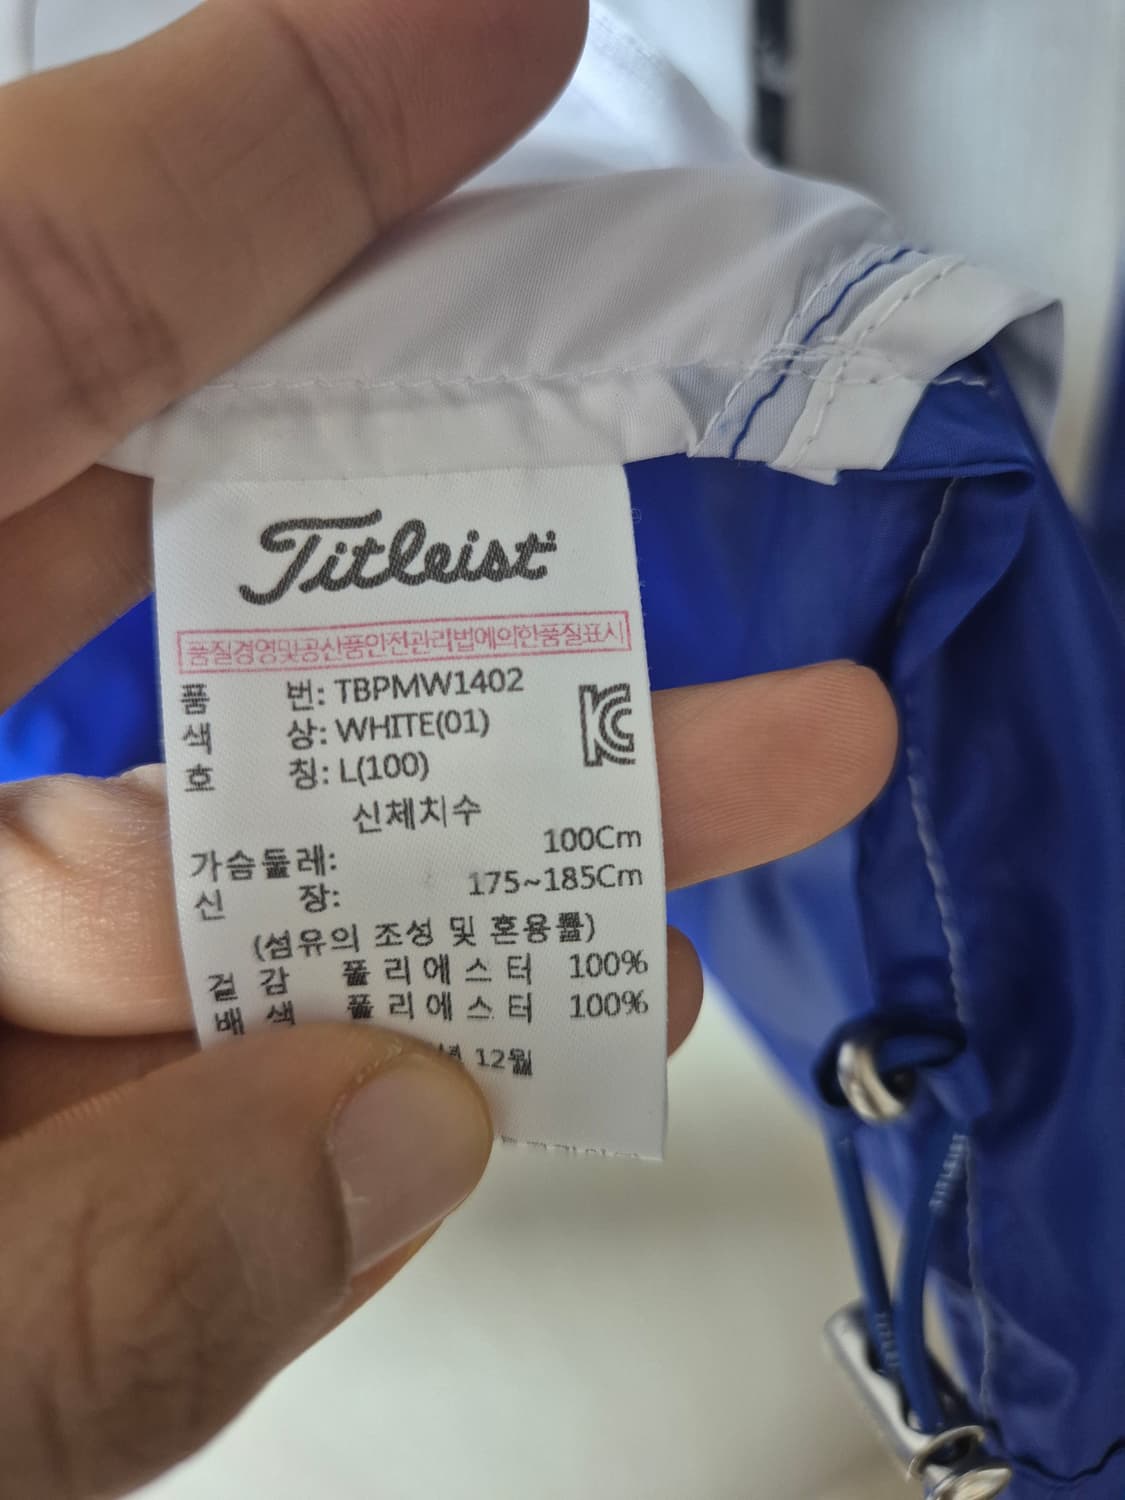 Titleist
품질경영및공산품안전관리법에의한품질표시
품 번: TBPMW1402
색 상: WHITE(01)
호 칭: L(100)
신체치수
가슴둘레: 100Cm
신 장: 175~185Cm
(섬유의 조성 및 혼용률)
겉 감 폴리에스터 100%
배 색 폴리에스터 100%
년 12월
TITLEIST